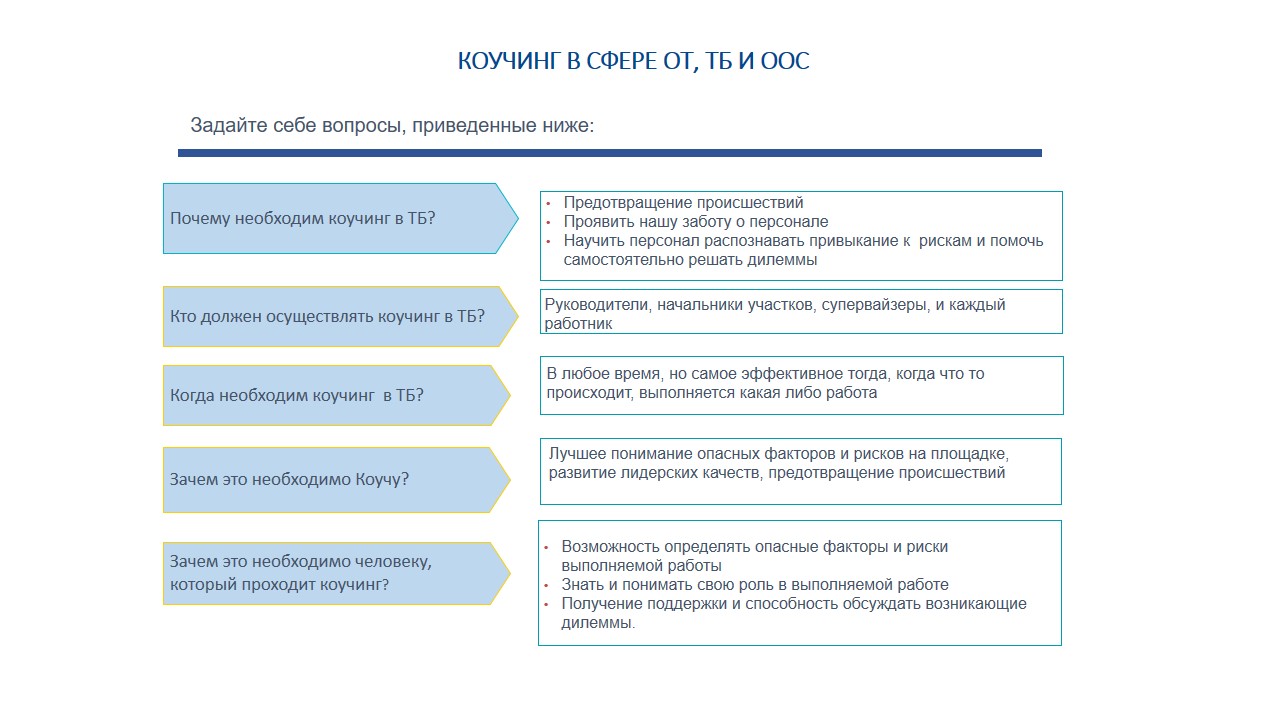 КОУЧИНГ В СФЕРЕ ОТ, ТБ И ООС
Задайте себе вопросы, приведенные ниже:
Почему необходим коучинг в ТБ?
• Предотвращение происшествий
• Проявить нашу заботу о персонале
• Научить персонал распознавать привыкание к  рискам и помочь
самостоятельно решать дилеммы
Кто должен осуществлять коучинг в ТБ?
Руководители, начальники участков, супервайзеры, и каждый
работник
Когда необходим коучинг  в ТБ?
В любое время, но самое эффективное тогда, когда что то
происходит, выполняется какая либо работа
Зачем это необходимо Коучу?
Лучшее понимание опасных факторов и рисков на площадке,
развитие лидерских качеств, предотвращение происшествий
Зачем это необходимо человеку,
который проходит коучинг?
• Возможность определять опасные факторы и риски
выполняемой работы
• Знать и понимать свою роль в выполняемой работе
• Получение поддержки и способность обсуждать возникающие
дилеммы.